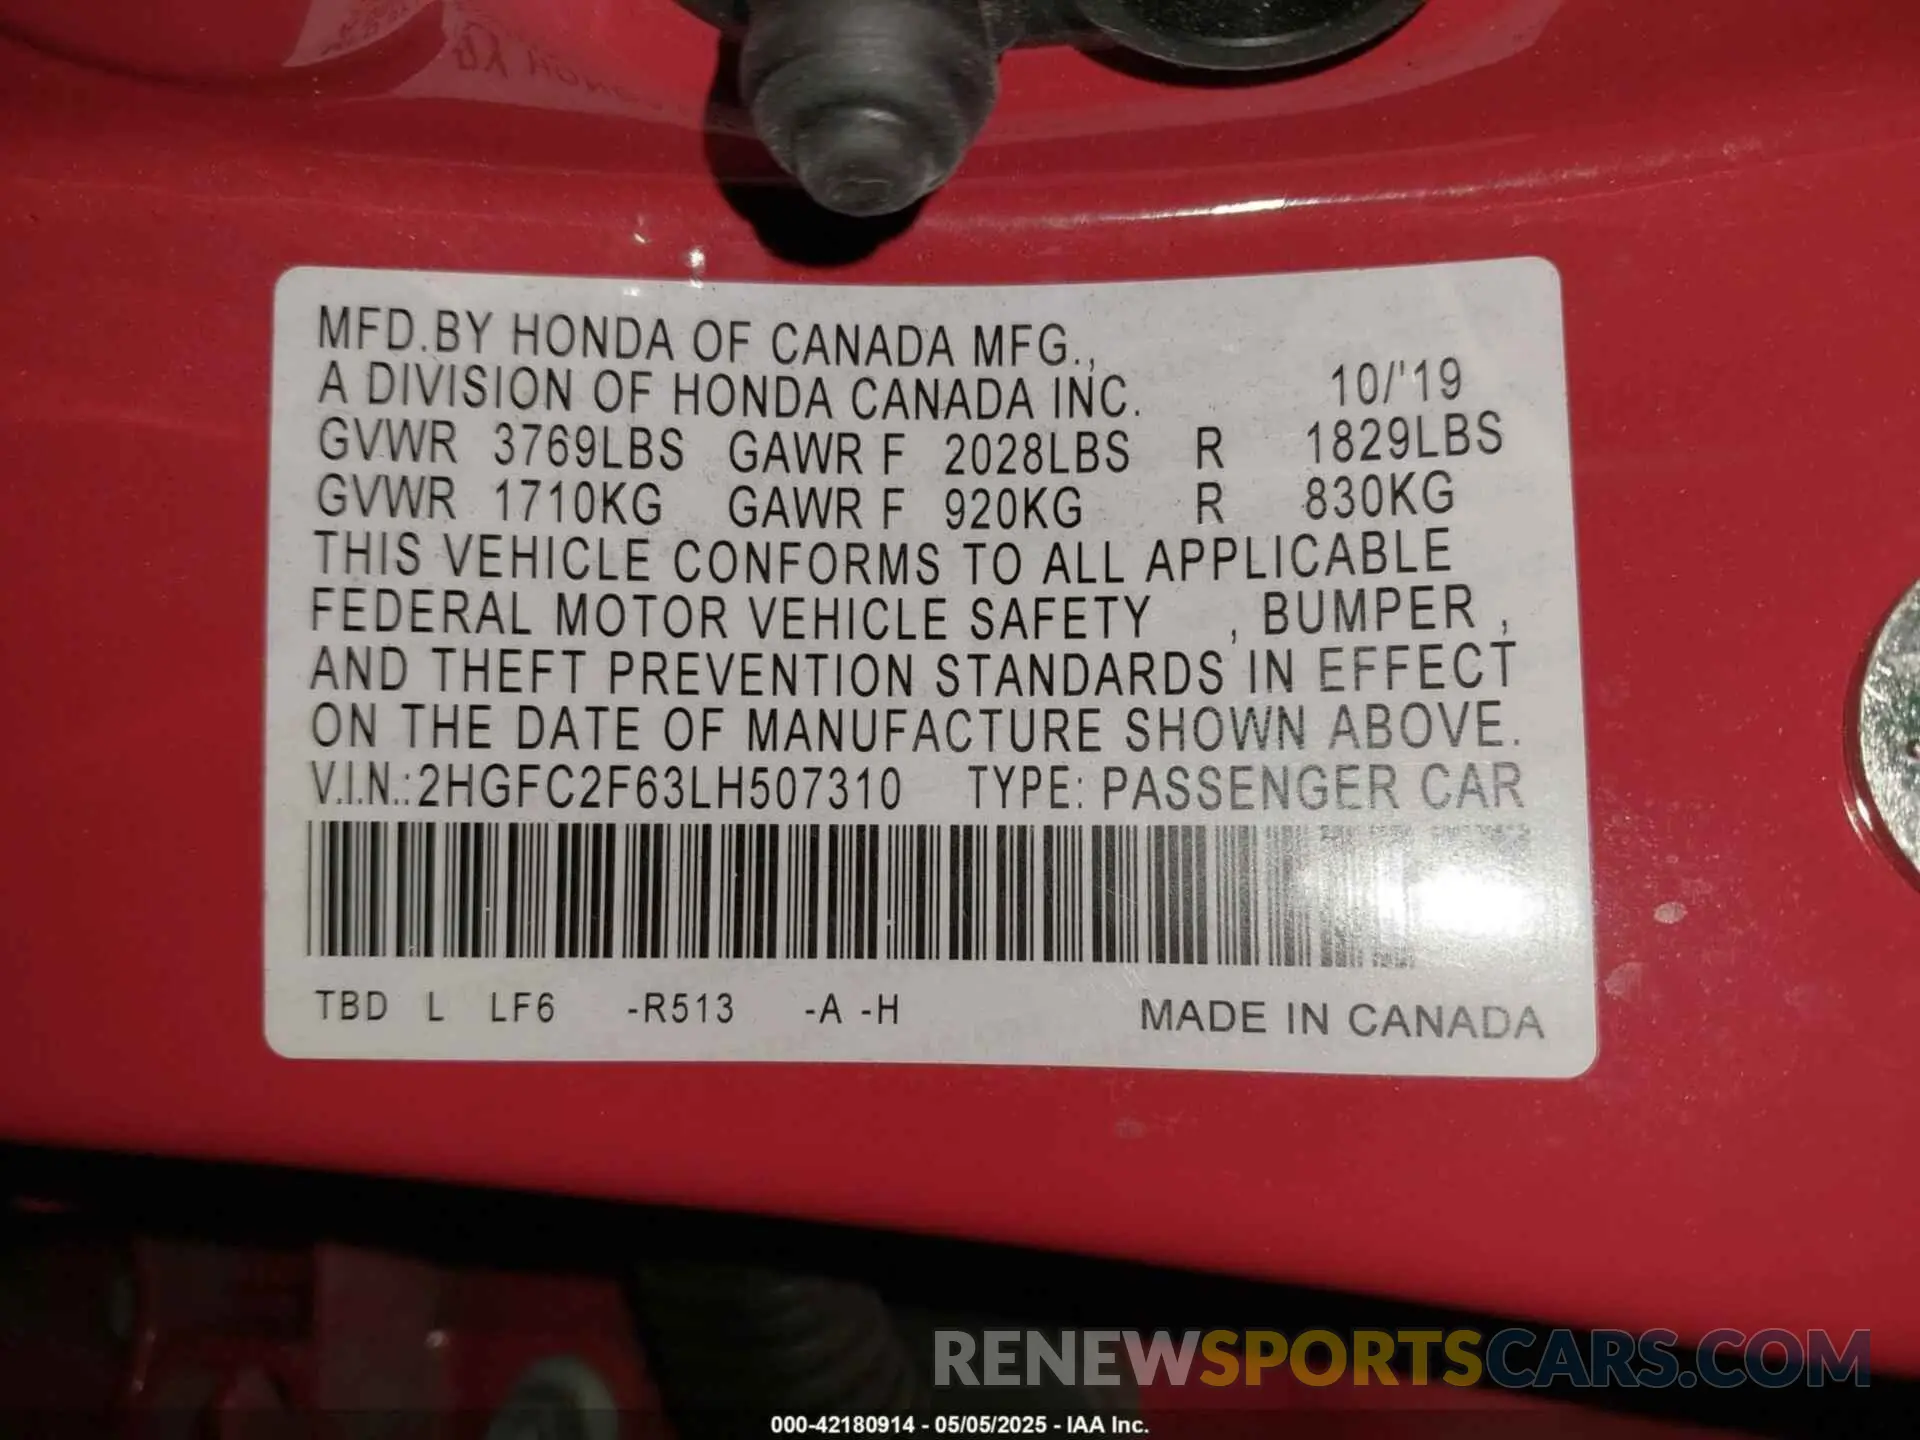 MFD.BY HONDA OF CANADA MFG.,
A DIVISION OF HONDA CANADA INC. 10/'19
GVWR 3769LBS GAWR F 2028LBS R 1829LBS
GVWR 1710KG GAWR F 920KG R 830KG
THIS VEHICLE CONFORMS TO ALL APPLICABLE
FEDERAL MOTOR VEHICLE SAFETY , BUMPER ,
AND THEFT PREVENTION STANDARDS IN EFFECT
ON THE DATE OF MANUFACTURE SHOWN ABOVE.
V.I.N.:2HGFC2F63LH507310 TYPE: PASSENGER CAR
TBD L LF6 -R513 -A -H MADE IN CANADA
RENEWSPORTSCARS.COM
000-42180914 - 05/05/2025 - IAA Inc.